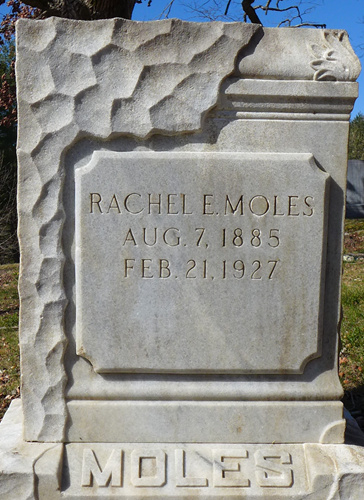 RACHEL E. MOLES
AUG. 7, 1885
FEB. 21, 1927
MOLES